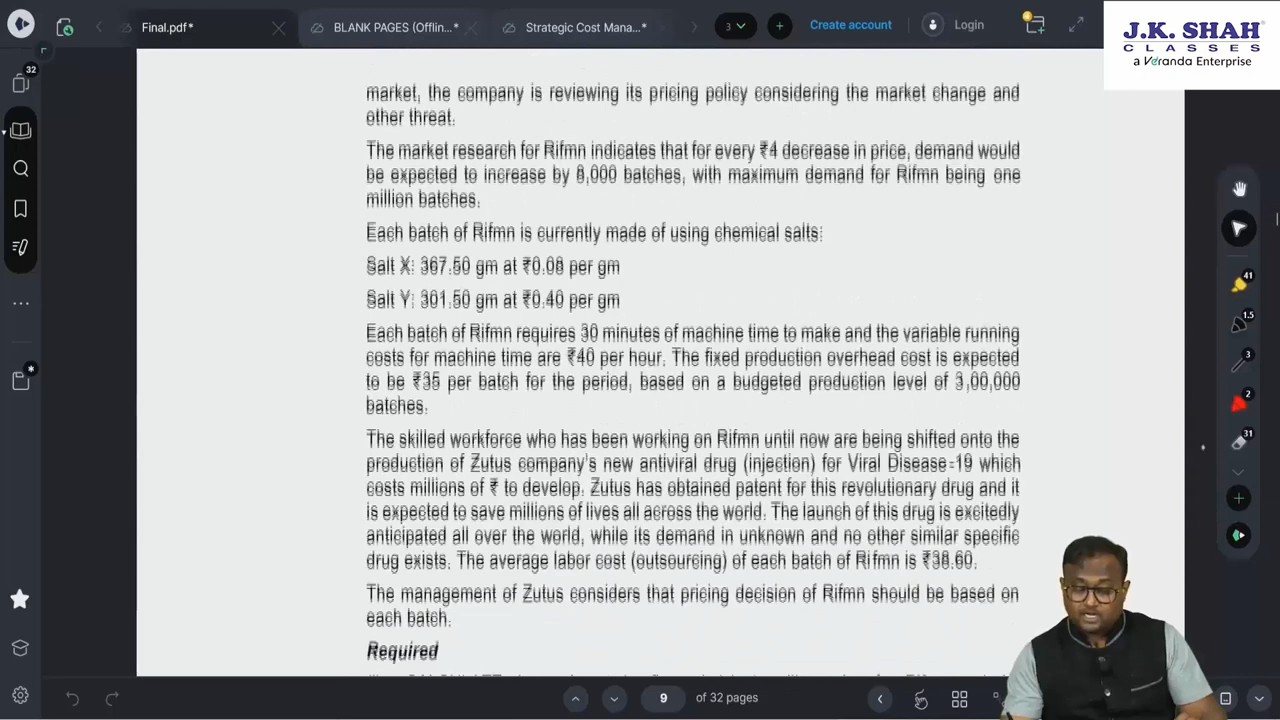 Final.pdf*
BLANK PAGES (Offlin...*
Strategic Cost Mana...*
3
Create account
Login
J.K. SHAH
CLASSES
a Veranda Enterprise
32
market, the company is reviewing its pricing policy considering the market change and
other threat.
The market research for Rifmn indicates that for every ₹4 decrease in price, demand would
be expected to increase by 8,000 batches, with maximum demand for Rifmn being one
million batches.
Each batch of Rifmn is currently made of using chemical salts:
Salt X: 367.50 gm at ₹0.08 per gm
Salt Y: 301.50 gm at ₹0.40 per gm
Each batch of Rifmn requires 30 minutes of machine time to make and the variable running
costs for machine time are ₹40 per hour. The fixed production overhead cost is expected
to be ₹35 per batch for the period, based on a budgeted production level of 3,00,000
batches.
The skilled workforce who has been working on Rifmn until now are being shifted onto the
production of Zutus company's new antiviral drug (injection) for Viral Disease-19 which
costs millions of ₹ to develop. Zutus has obtained patent for this revolutionary drug and it
is expected to save millions of lives all across the world. The launch of this drug is excitedly
anticipated all over the world, while its demand in unknown and no other similar specific
drug exists. The average labor cost (outsourcing) of each batch of Rifmn is ₹38.60.
The management of Zutus considers that pricing decision of Rifmn should be based on
each batch.
Required
41
1.5
3
2
31
9 of 32 pages